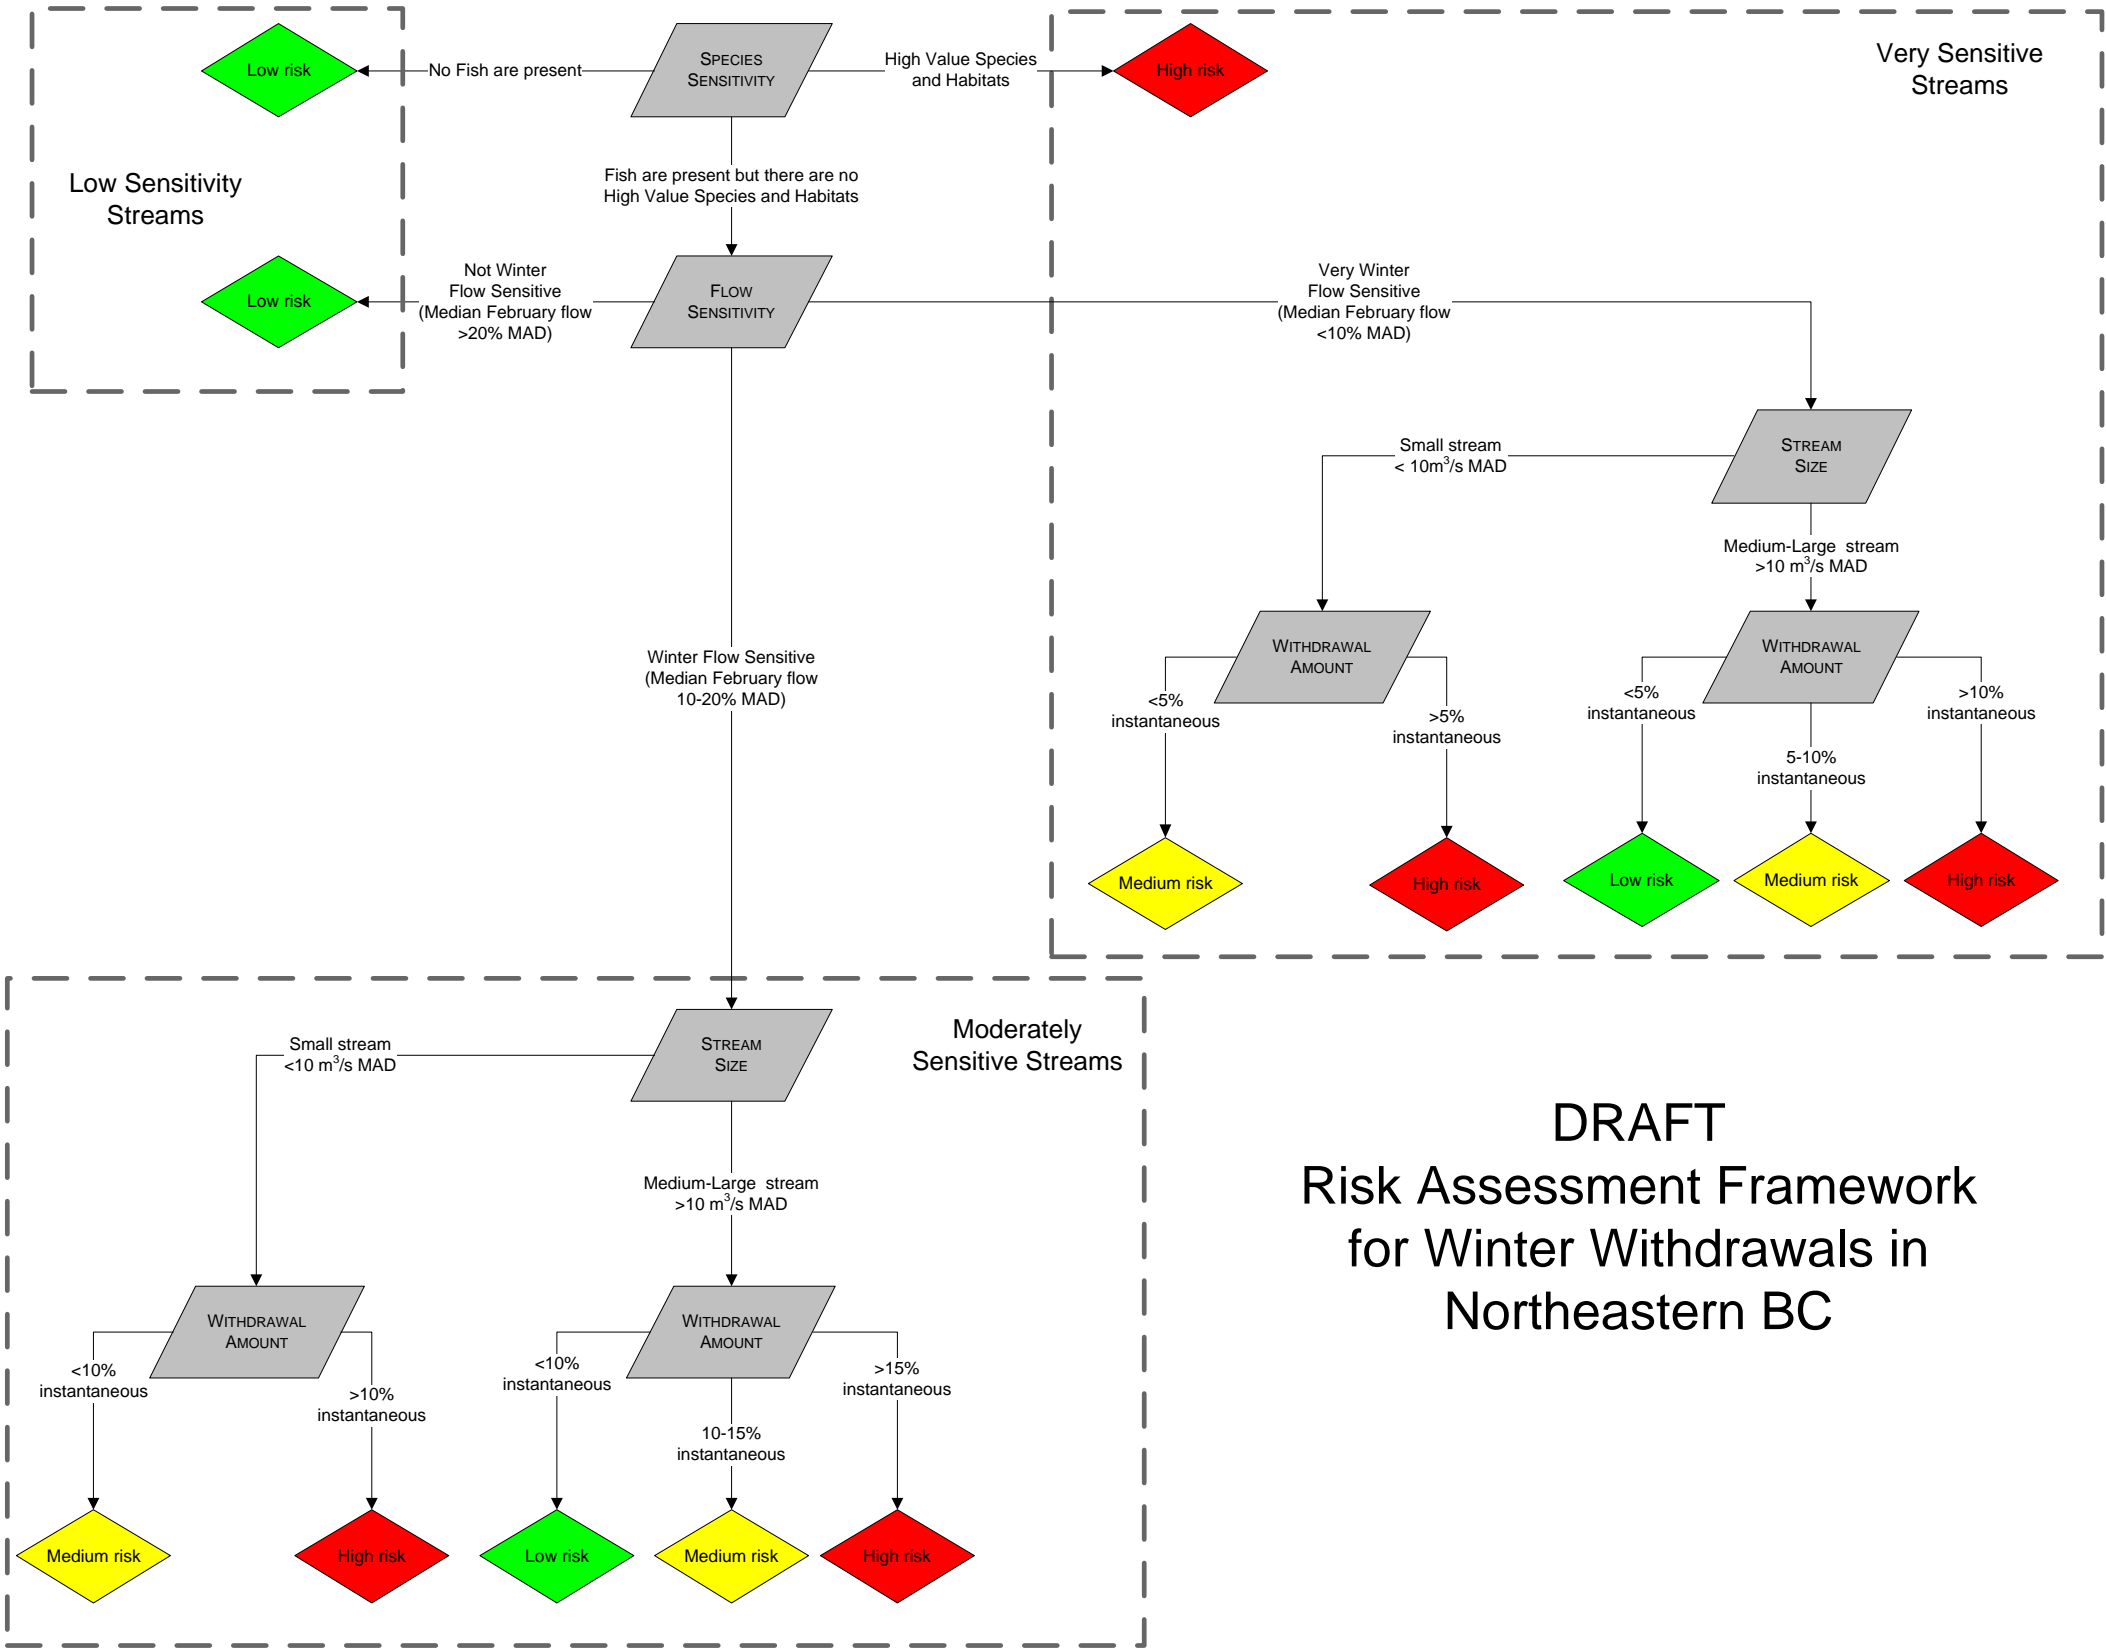 Low risk
No Fish are present
SPECIES
SENSITIVITY
High Value Species
and Habitats
High risk
Very Sensitive
Streams
Low Sensitivity
Streams
Fish are present but there are no
High Value Species and Habitats
Low risk
Not Winter
Flow Sensitive
(Median February flow
>20% MAD)
FLOW
SENSITIVITY
Very Winter
Flow Sensitive
(Median February flow
<10% MAD)
Small stream
< 10m³/s MAD
STREAM
SIZE
Medium-Large stream
>10 m³/s MAD
WITHDRAWAL
AMOUNT
WITHDRAWAL
AMOUNT
<5%
instantaneous
>5%
instantaneous
<5%
instantaneous
5-10%
instantaneous
>10%
instantaneous
Medium risk
High risk
Low risk
Medium risk
High risk
Winter Flow Sensitive
(Median February flow
10-20% MAD)
Moderately
Sensitive Streams
Small stream
<10 m³/s MAD
STREAM
SIZE
Medium-Large stream
>10 m³/s MAD
WITHDRAWAL
AMOUNT
WITHDRAWAL
AMOUNT
<10%
instantaneous
>10%
instantaneous
<10%
instantaneous
10-15%
instantaneous
>15%
instantaneous
Medium risk
High risk
Low risk
Medium risk
High risk
DRAFT
Risk Assessment Framework
for Winter Withdrawals in
Northeastern BC